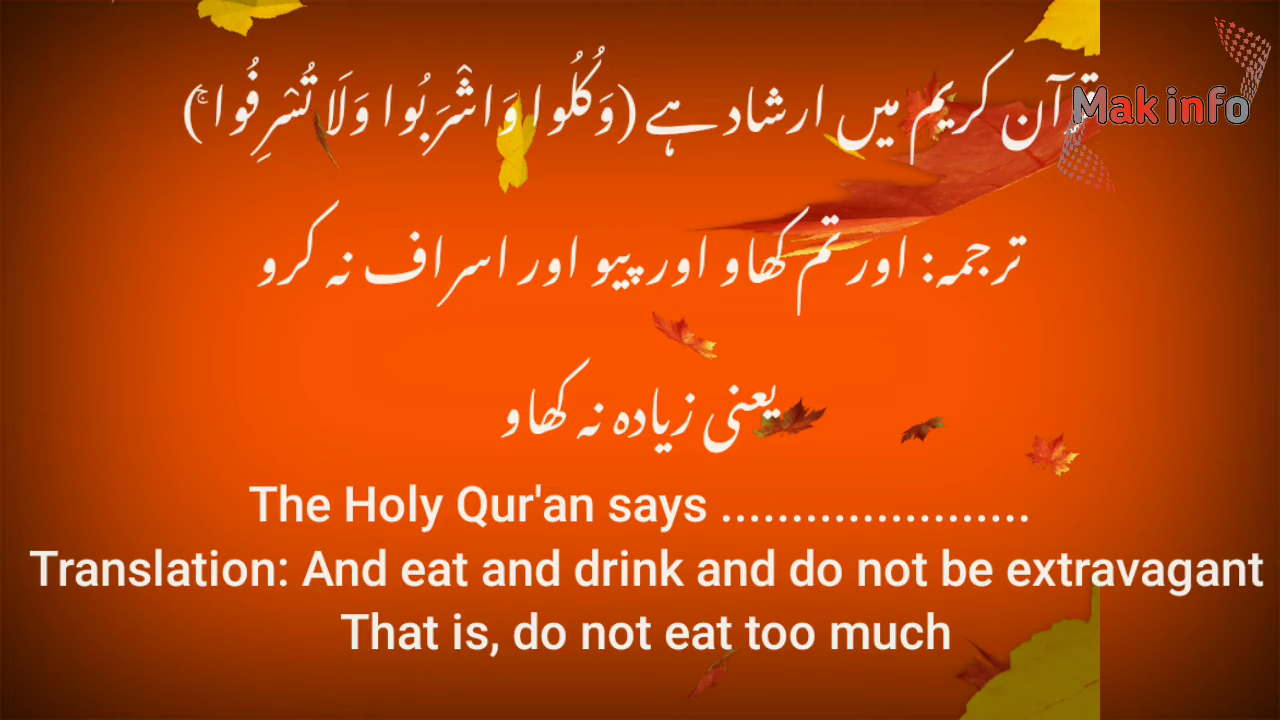 قرآن کریم میں ارشاد ہے (وَكُلُوا وَاشْرَبُوا وَلَا تُسْرِفُوا ۚ)
Mak info
ترجمہ: اور تم کھاو اور پیو اور اسراف نہ کرو
یعنی زیادہ نہ کھاو
The Holy Qur'an says ......................
Translation: And eat and drink and do not be extravagant
That is, do not eat too much